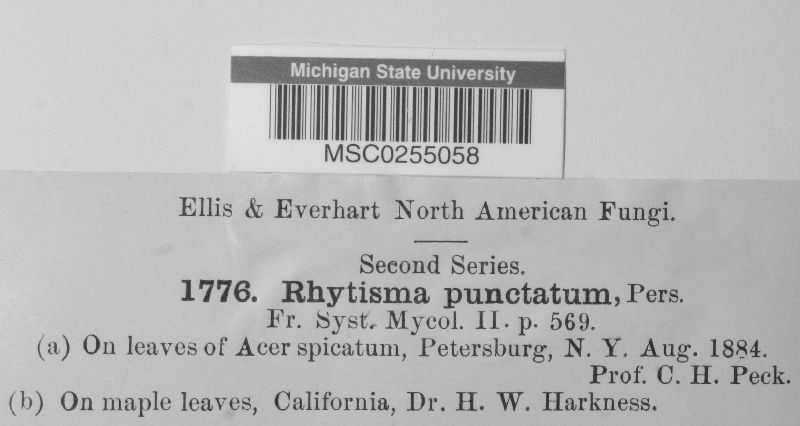 Michigan State University
MSC0255058
Ellis & Everhart North American Fungi.
Second Series.
1776. Rhytisma punctatum, Pers.
Fr. Syst. Mycol. II. p. 569.
(a) On leaves of Acer spicatum, Petersburg, N. Y. Aug. 1884.
Prof. C. H. Peck.
(b) On maple leaves, California, Dr. H. W. Harkness.